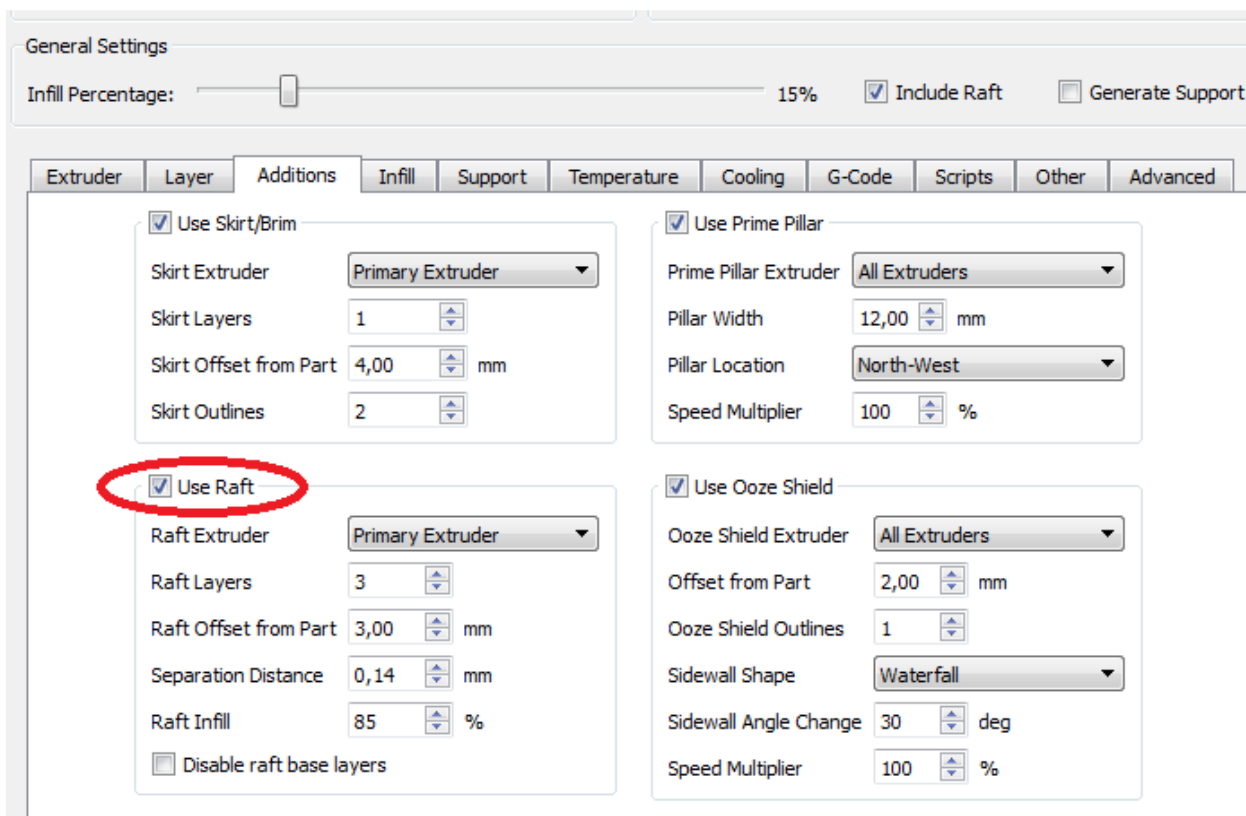 General Settings
Infill Percentage: 15% Include Raft Generate Support
Extruder Layer Additions Infill Support Temperature Cooling G-Code Scripts Other Advanced
Use Skirt/Brim
Skirt Extruder Primary Extruder
Skirt Layers 1
Skirt Offset from Part 4,00 mm
Skirt Outlines 2
Use Prime Pillar
Prime Pillar Extruder All Extruders
Pillar Width 12,00 mm
Pillar Location North-West
Speed Multiplier 100 %
Use Raft
Raft Extruder Primary Extruder
Raft Layers 3
Raft Offset from Part 3,00 mm
Separation Distance 0,14 mm
Raft Infill 85 %
Disable raft base layers
Use Ooze Shield
Ooze Shield Extruder All Extruders
Offset from Part 2,00 mm
Ooze Shield Outlines 1
Sidewall Shape Waterfall
Sidewall Angle Change 30 deg
Speed Multiplier 100 %